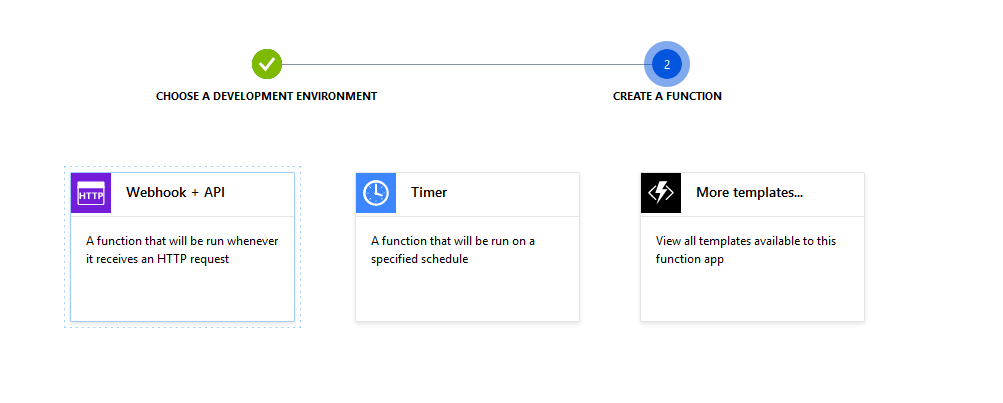 2
CHOOSE A DEVELOPMENT ENVIRONMENT
CREATE A FUNCTION
HTTP
Webhook + API
A function that will be run whenever
it receives an HTTP request
Timer
A function that will be run on a
specified schedule
More templates...
View all templates available to this
function app